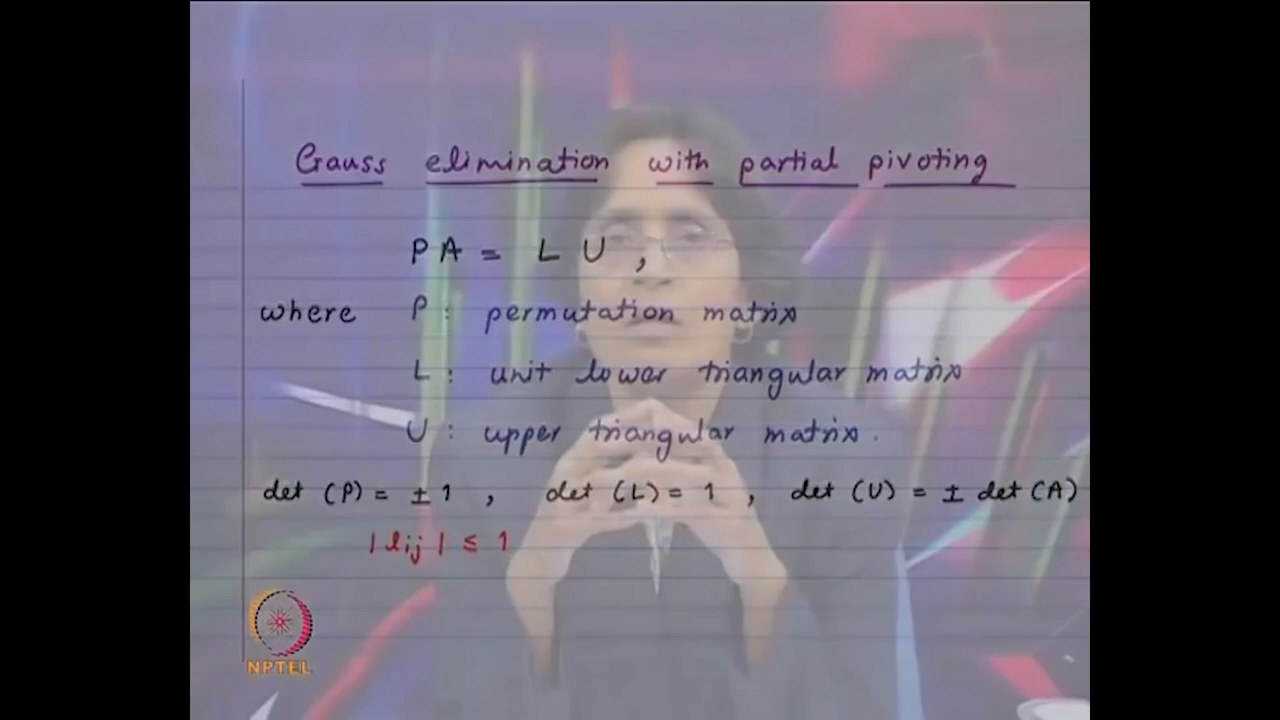 Gauss elimination with partial pivoting
PA = LU,
where P: permutation matrix
L: unit lower triangular matrix
U: upper triangular matrix.
det (P) = ± 1, det (L) = 1, det (U) = ± det (A)
|lij| ≤ 1
NPTEL